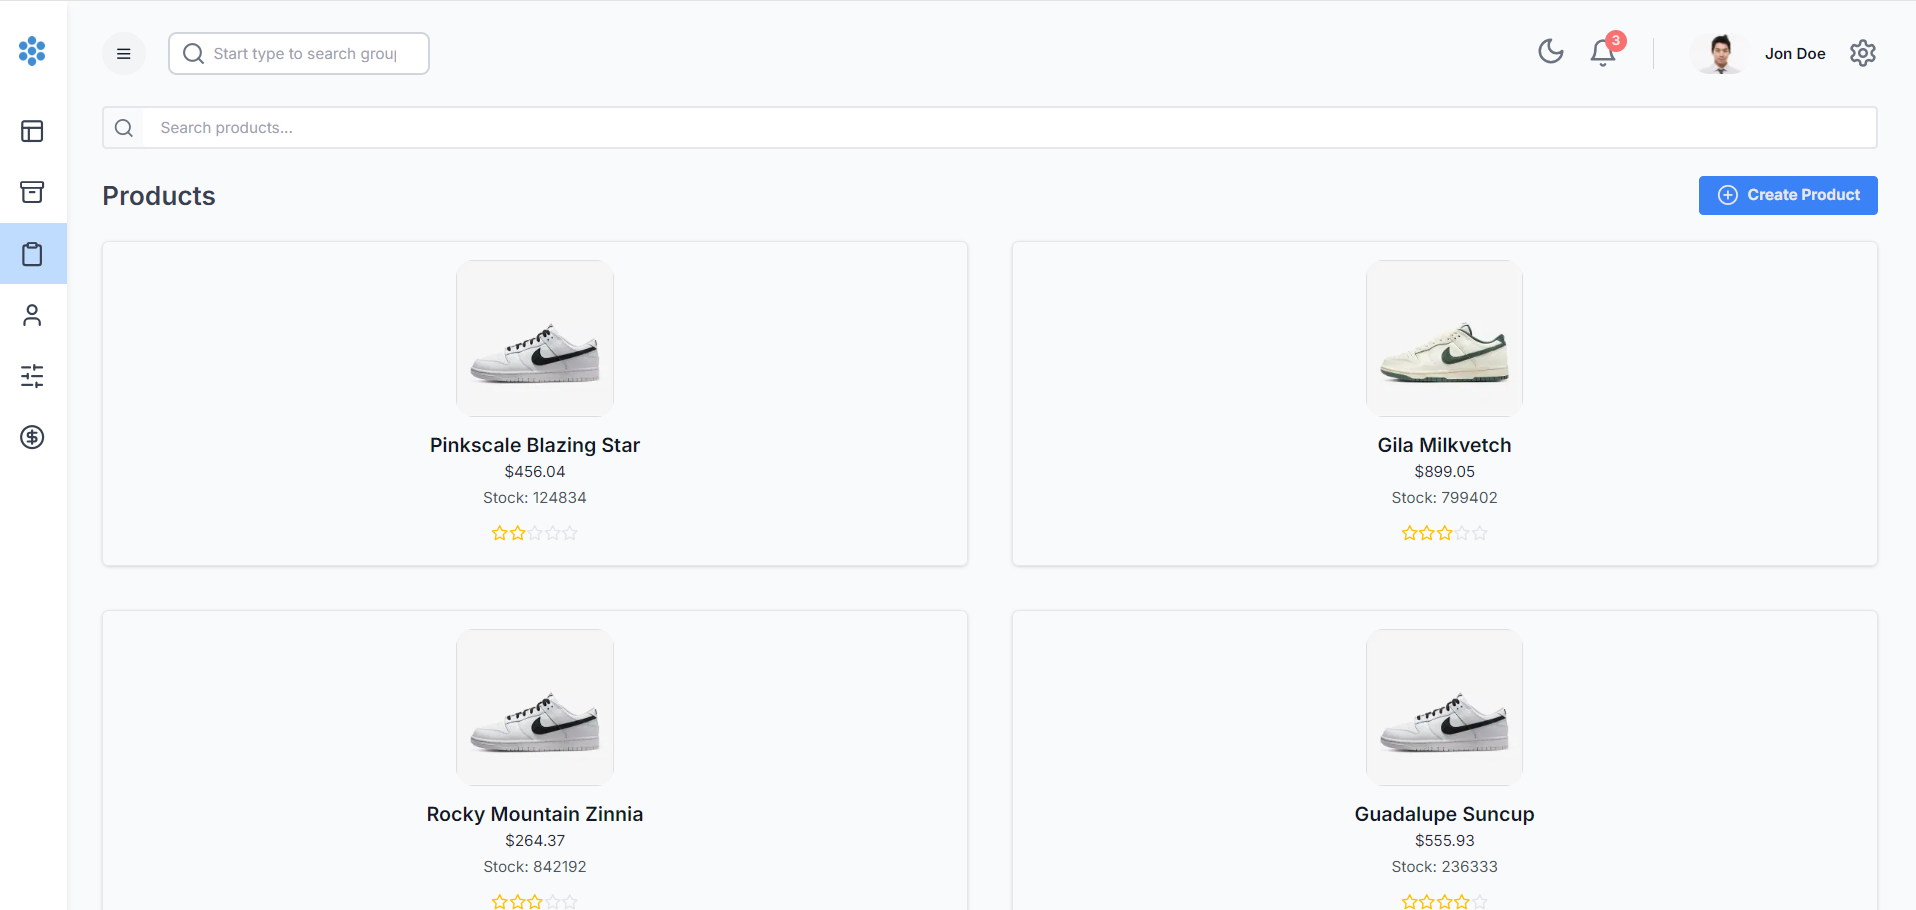 Start type to search grou
3
Jon Doe
Search products...
Products
Create Product
Pinkscale Blazing Star
$456.04
Stock: 124834
Gila Milkvetch
$899.05
Stock: 799402
Rocky Mountain Zinnia
$264.37
Stock: 842192
Guadalupe Suncup
$555.93
Stock: 236333